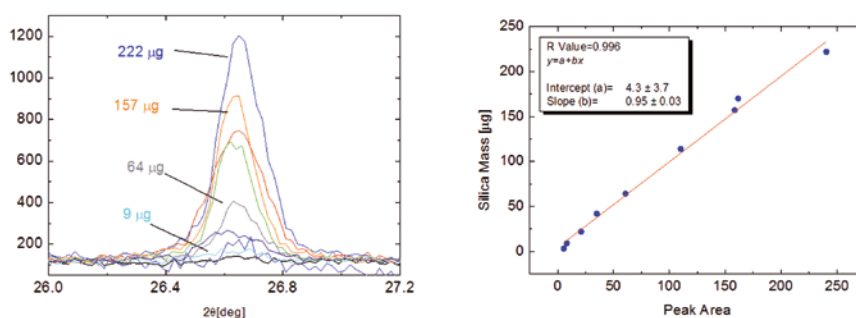 1200
1000
800
600
400
200
222 μg
157 μg
64 μg
9 μg
26.0 26.4 26.8 27.2
2θ[deg]
250
200
150
100
50
0
Silica Mass [μg]
R Value=0.996
y=a+bx
Intercept (a)= 4.3 ± 3.7
Slope (b)= 0.95 ± 0.03
0 50 100 150 200 250
Peak Area